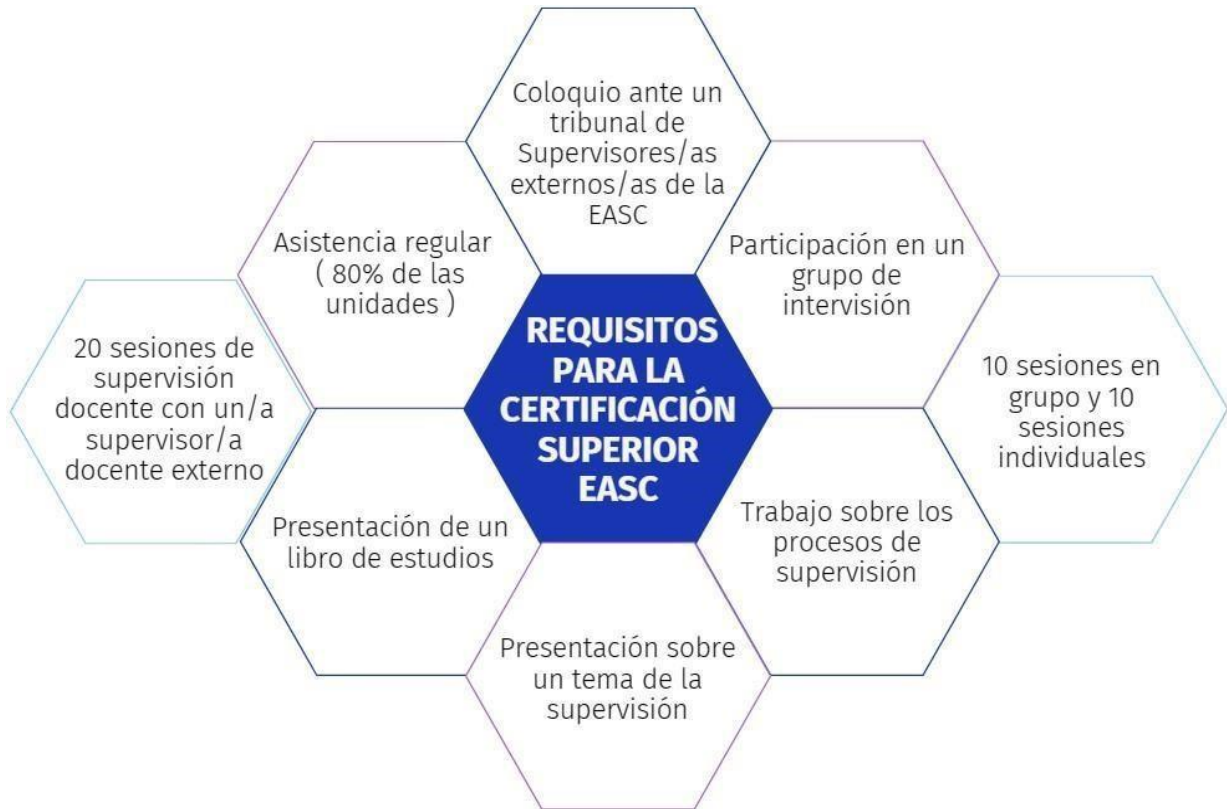 Coloquio ante un
tribunal de
Supervisores/as
externos/as de la
EASC
Asistencia regular
( 80% de las
unidades )
Participación en un
grupo de
intervisión
20 sesiones de
supervisión
docente con un/a
supervisor/a
docente externo
REQUISITOS
PARA LA
CERTIFICACIÓN
SUPERIOR
EASC
10 sesiones en
grupo y 10
sesiones
individuales
Presentación de un
libro de estudios
Trabajo sobre los
procesos de
supervisión
Presentación sobre
un tema de la
supervisión